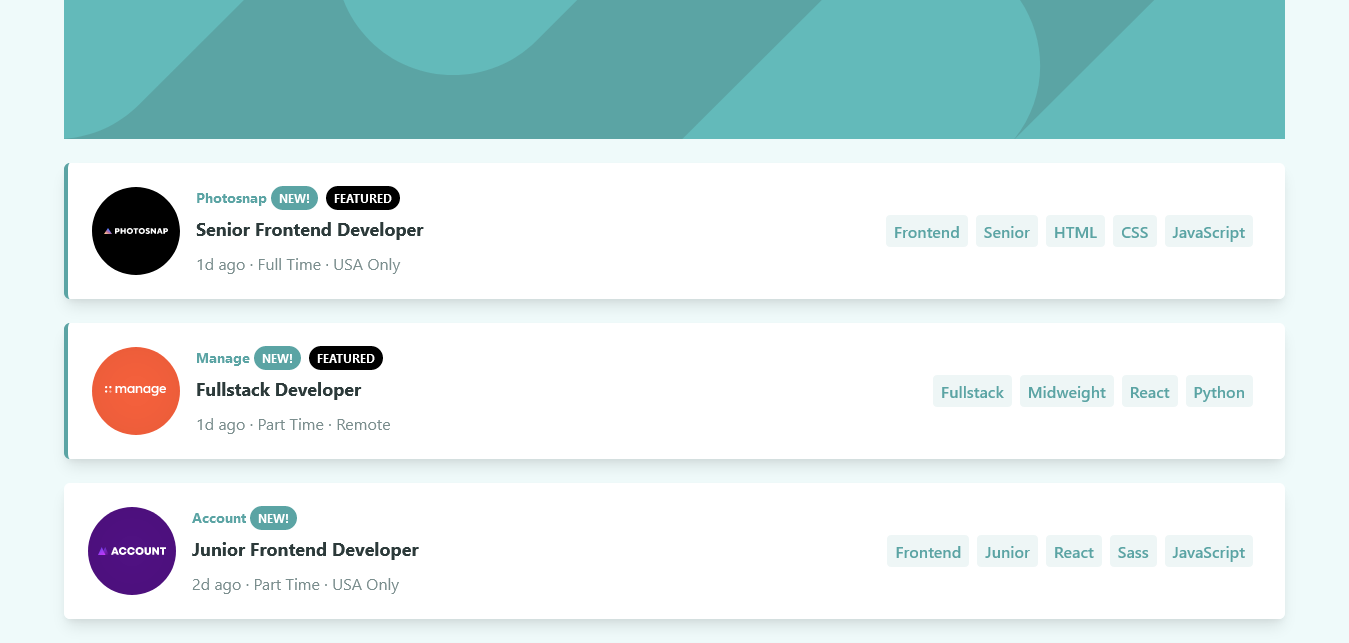 PHOTOSNAP
Photosnap NEW! FEATURED
Senior Frontend Developer
1d ago · Full Time · USA Only
Frontend Senior HTML CSS JavaScript
manage
Manage NEW! FEATURED
Fullstack Developer
1d ago · Part Time · Remote
Fullstack Midweight React Python
ACCOUNT
Account NEW!
Junior Frontend Developer
2d ago · Part Time · USA Only
Frontend Junior React Sass JavaScript